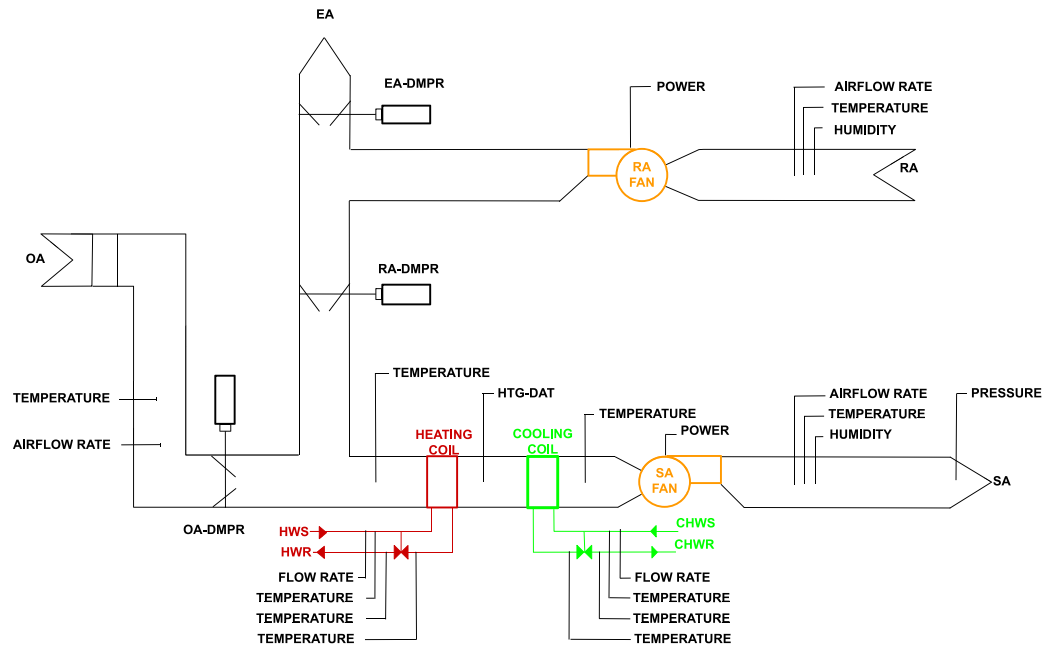 EA
EA-DMPR
POWER
AIRFLOW RATE
TEMPERATURE
HUMIDITY
RA
FAN
RA
OA
RA-DMPR
TEMPERATURE
AIRFLOW RATE
OA-DMPR
TEMPERATURE
HTG-DAT
TEMPERATURE
HEATING
COIL
COOLING
COIL
POWER
SA
FAN
AIRFLOW RATE
TEMPERATURE
HUMIDITY
PRESSURE
SA
HWS
HWR
FLOW RATE
TEMPERATURE
TEMPERATURE
TEMPERATURE
CHWS
CHWR
FLOW RATE
TEMPERATURE
TEMPERATURE
TEMPERATURE